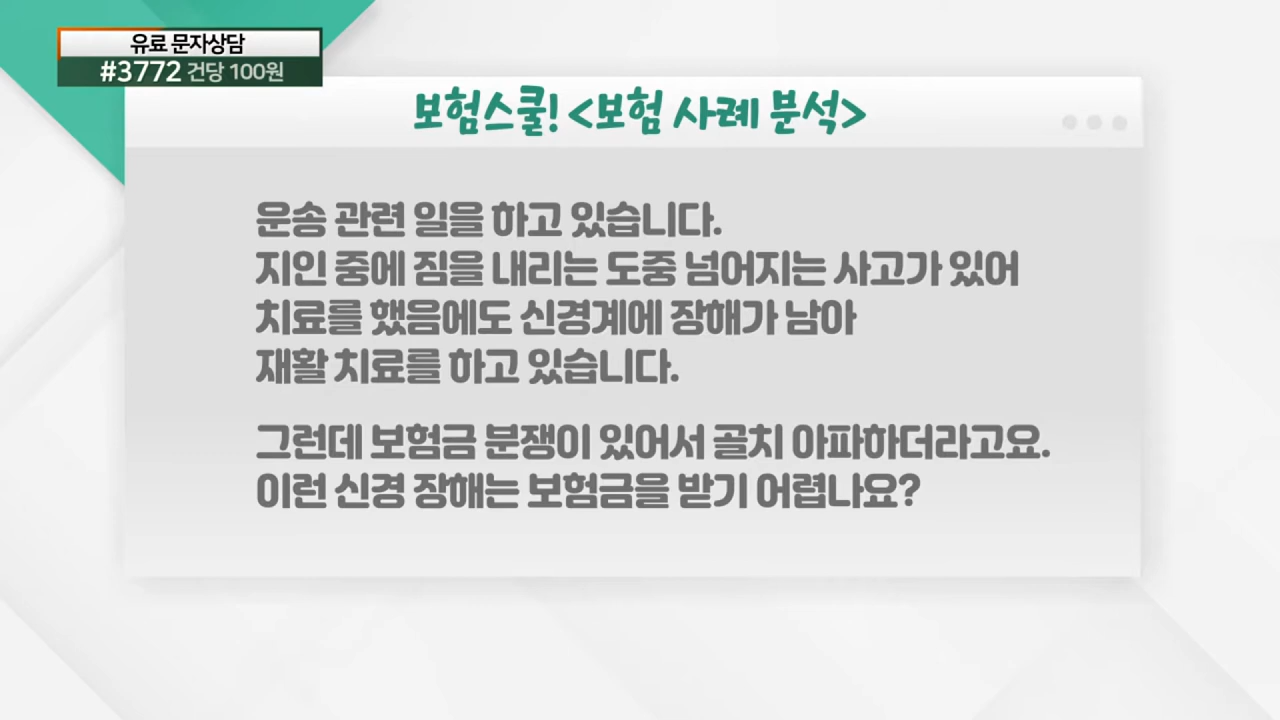 유료 문자상담
#3772 건당 100원
보험스쿨! <보험 사례 분석>
운송 관련 일을 하고 있습니다.
지인 중에 짐을 내리는 도중 넘어지는 사고가 있어
치료를 했음에도 신경계에 장해가 남아
재활 치료를 하고 있습니다.
그런데 보험금 분쟁이 있어서 골치 아파하더라고요.
이런 신경 장해는 보험금을 받기 어렵나요?